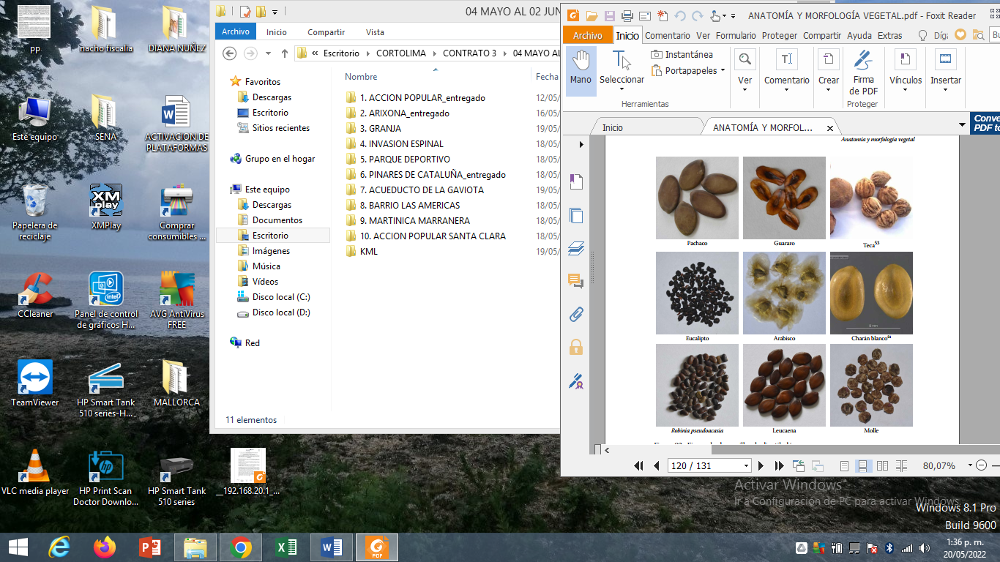 pp
nacho fiscalia
DIANA NUÑEZ
Este equipo
SENA
ACTIVACION DE PLATAFORMAS
Papelera de reciclaje
XMPlay
Comprar consumibles ...
CCleaner
Panel de control de gráficos H...
AVG AntiVirus FREE
TeamViewer
HP Smart Tank 510 series-H...
MALLORCA
VLC media player
HP Print Scan Doctor Downlo...
HP Smart Tank 510 series
__192.168.20.1_...
04 MAYO AL 05 JUN
Archivo
Inicio
Compartir
Vista
« Escritorio
CORTOLIMA
CONTRATO 3
04 MAYO AL
Favoritos
Descargas
Escritorio
Sitios recientes
Grupo en el hogar
Este equipo
Descargas
Documentos
Escritorio
Imágenes
Música
Vídeos
Disco local (C:)
Disco local (D:)
Red
Nombre
Fecha
1. ACCION POPULAR_entregado 12/05/
2. ARIXONA_entregado 16/05/
3. GRANJA 19/05/
4. INVASION ESPINAL 18/05/
5. PARQUE DEPORTIVO 18/05/
6. PINARES DE CATALUÑA_entregado 18/05/
7. ACUEDUCTO DE LA GAVIOTA 19/05/
8. BARRIO LAS AMERICAS 18/05/
9. MARTINICA MARRANERA 18/05/
10. ACCION POPULAR SANTA CLARA 18/05/
KML 19/05/
11 elementos
ANATOMÍA Y MORFOLOGÍA VEGETAL.pdf - Foxit Reader
Archivo Inicio Comentario Ver Formulario Proteger Compartir Ayuda Extras Díga Bu
Mano
Seleccionar
Instantánea
Portapapeles
Herramientas
Ver
Comentario
Crear
Firma de PDF
Proteger
Vínculos
Insertar
Inicio
ANATOMÍA Y MORFOL...
Conve
PDF to
Anatomía y morfología vegetal
Pachaco
Guararo
Teca53
Eucalipto
Arabisco
Charán blanco54
Robinia pseudoacasia
Leucaena
Molle
120 / 131
80,07%
Activar Windows
Ir a Configuración de PC para activar Windows.
Windows 8.1 Pro
Build 9600
1:36 p. m.
20/05/2022